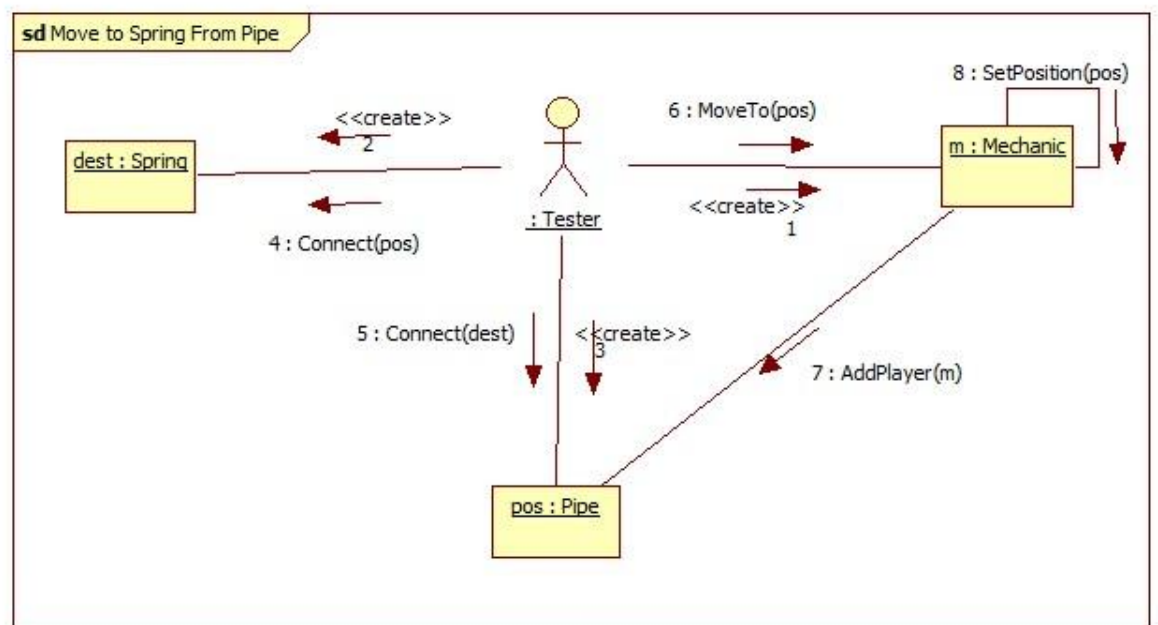 sd Move to Spring From Pipe
8 : SetPosition(pos)
<<create>>
2
6 : MoveTo(pos)
dest : Spring
m : Mechanic
<<create>>
1
: Tester
4 : Connect(pos)
5 : Connect(dest)
<<create>>
3
7 : AddPlayer(m)
pos : Pipe